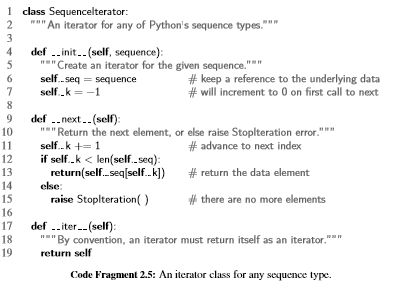 1 class SequenceIterator:
2 """An iterator for any of Python's sequence types."""
3
4 def __init__(self, sequence):
5 """Create an iterator for the given sequence."""
6 self._seq = sequence # keep a reference to the underlying data
7 self._k = −1 # will increment to 0 on first call to next
8
9 def __next__(self):
10 """Return the next element, or else raise StopIteration error."""
11 self._k += 1 # advance to next index
12 if self._k < len(self._seq):
13 return(self._seq[self._k]) # return the data element
14 else:
15 raise StopIteration( ) # there are no more elements
16
17 def __iter__(self):
18 """By convention, an iterator must return itself as an iterator."""
19 return self
Code Fragment 2.5: An iterator class for any sequence type.